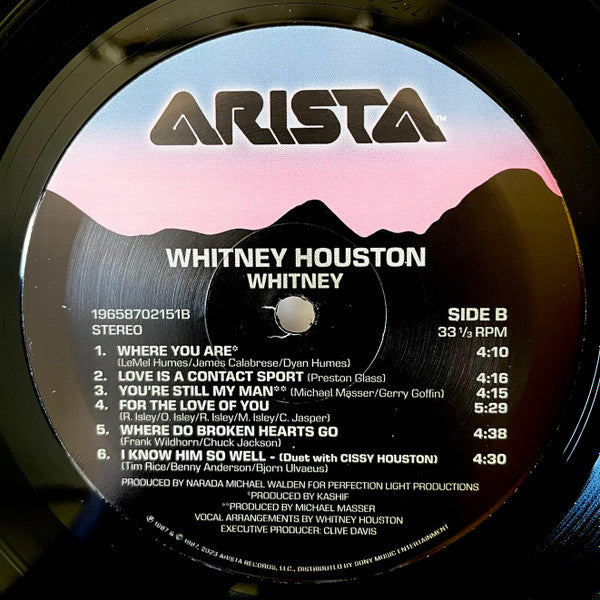 ARISTA™
WHITNEY HOUSTON
WHITNEY
19658702151B
STEREO
SIDE B
33 ⅓ RPM
1. WHERE YOU ARE* 4:10
(LeMel Humes/James Calabrese/Dyan Humes)
2. LOVE IS A CONTACT SPORT (Preston Glass) 4:16
3. YOU'RE STILL MY MAN** (Michael Masser/Gerry Goffin) 4:15
4. FOR THE LOVE OF YOU 5:29
(R. Isley/O. Isley/R. Isley/M. Isley/C. Jasper)
5. WHERE DO BROKEN HEARTS GO 4:38
(Frank Wildhorn/Chuck Jackson)
6. I KNOW HIM SO WELL - (Duet with CISSY HOUSTON) 4:30
(Tim Rice/Benny Anderson/Bjorn Ulvaeus)
PRODUCED BY NARADA MICHAEL WALDEN FOR PERFECTION LIGHT PRODUCTIONS
*PRODUCED BY KASHIF
**PRODUCED BY MICHAEL MASSER
VOCAL ARRANGEMENTS BY WHITNEY HOUSTON
EXECUTIVE PRODUCER: CLIVE DAVIS
℗ 1987 & © 1987, 2023 ARISTA RECORDS, LLC., DISTRIBUTED BY SONY MUSIC ENTERTAINMENT